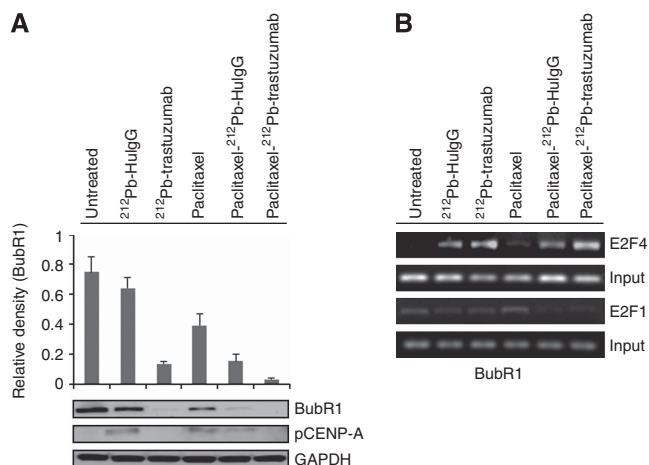 A
Untreated
²¹²Pb-HuIgG
²¹²Pb-trastuzumab
Paclitaxel
Paclitaxel-²¹²Pb-HuIgG
Paclitaxel-²¹²Pb-trastuzumab
Relative density (BubR1)
1
0.8
0.6
0.4
0.2
0
BubR1
pCENP-A
GAPDH
B
Untreated
²¹²Pb-HuIgG
²¹²Pb-trastuzumab
Paclitaxel
Paclitaxel-²¹²Pb-HuIgG
Paclitaxel-²¹²Pb-trastuzumab
E2F4
Input
E2F1
Input
BubR1